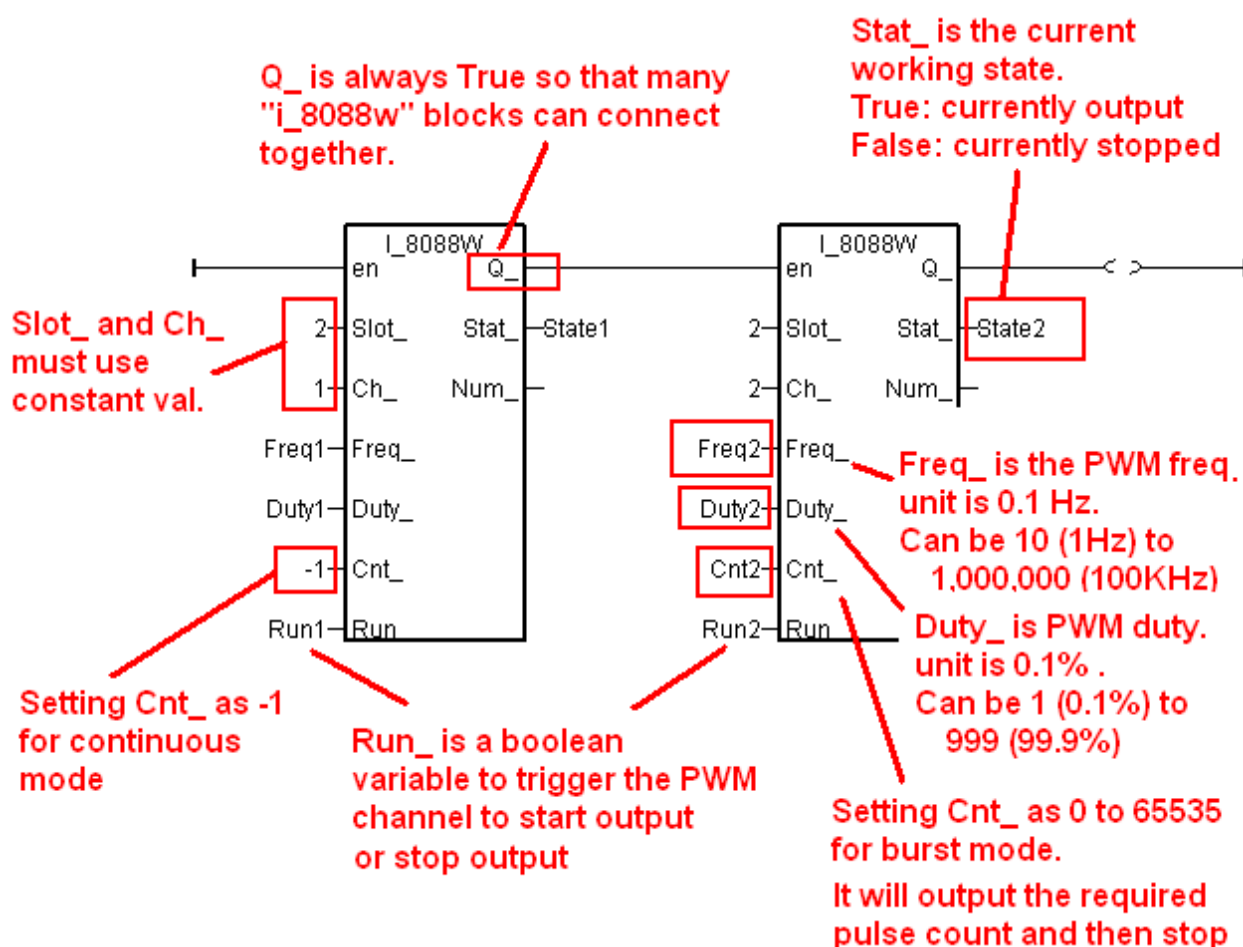 Stat_ is the current
working state.
True: currently output
False: currently stopped
Q_ is always True so that many
"i_8088w" blocks can connect
together.
I_8088W
en
Q_
2
Slot_
Stat_
State1
1
Ch_
Num_
Freq1
Freq_
Duty1
Duty_
-1
Cnt_
Run1
Run
I_8088W
en
Q_
2
Slot_
Stat_
State2
2
Ch_
Num_
Freq2
Freq_
Duty2
Duty_
Cnt2
Cnt_
Run2
Run
Slot_ and Ch_
must use
constant val.
Freq_ is the PWM freq.
unit is 0.1 Hz.
Can be 10 (1Hz) to
1,000,000 (100KHz)
Duty_ is PWM duty.
unit is 0.1% .
Can be 1 (0.1%) to
999 (99.9%)
Setting Cnt_ as -1
for continuous
mode
Run_ is a boolean
variable to trigger the PWM
channel to start output
or stop output
Setting Cnt_ as 0 to 65535
for burst mode.
It will output the required
pulse count and then stop